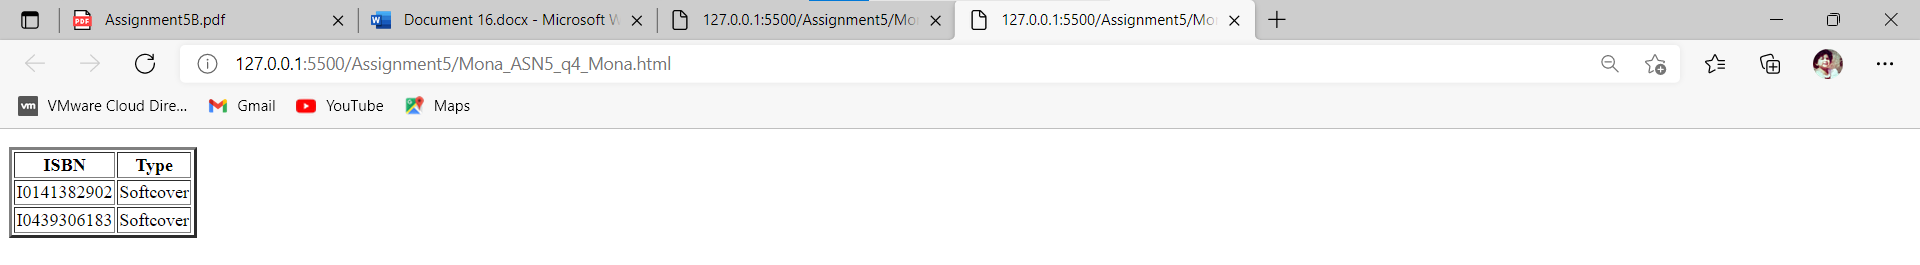 Assignment5B.pdf
Document 16.docx - Microsoft W
127.0.0.1:5500/Assignment5/Mo
127.0.0.1:5500/Assignment5/Mo
127.0.0.1:5500/Assignment5/Mona_ASN5_q4_Mona.html
vm VMware Cloud Dire... Gmail YouTube Maps
ISBN Type
I0141382902 Softcover
I0439306183 Softcover